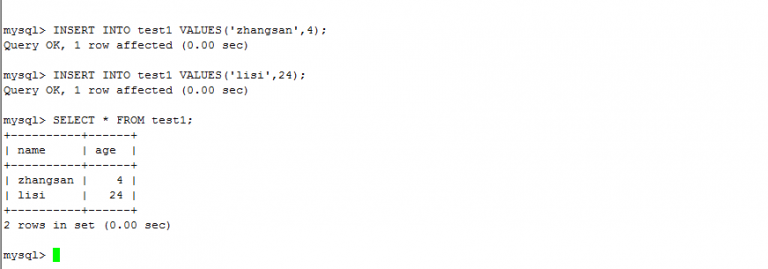 mysql> INSERT INTO test1 VALUES('zhangsan',4);
Query OK, 1 row affected (0.00 sec)
mysql> INSERT INTO test1 VALUES('lisi',24);
Query OK, 1 row affected (0.00 sec)
mysql> SELECT * FROM test1;
+----------+------+
| name     | age  |
+----------+------+
| zhangsan |    4 |
| lisi     |   24 |
+----------+------+
2 rows in set (0.00 sec)
mysql>